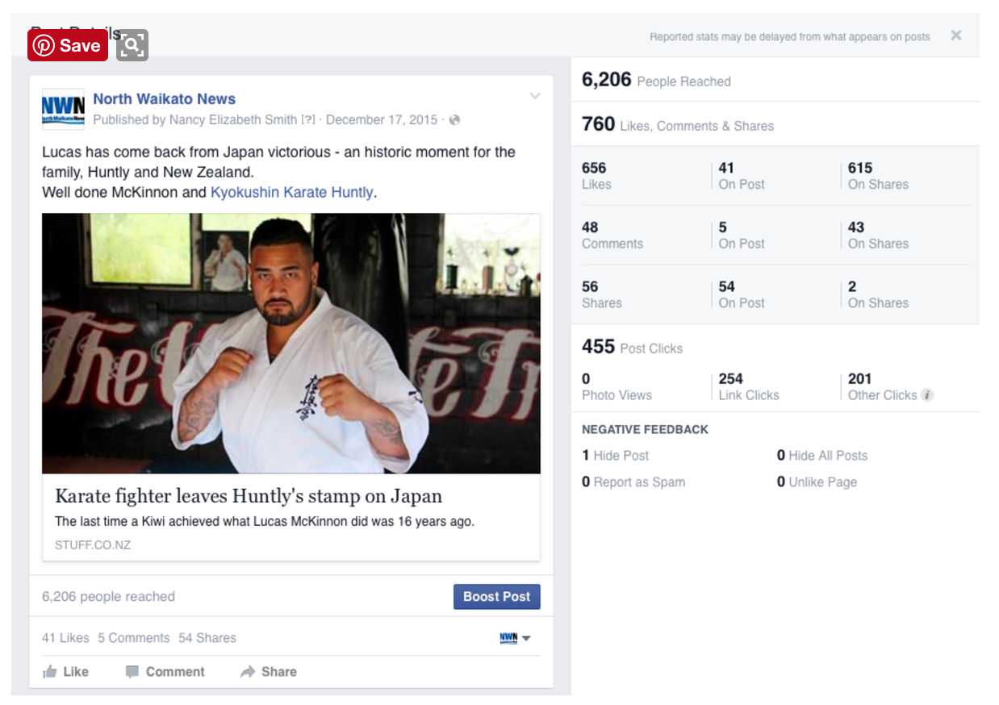 Save
Reported stats may be delayed from what appears on posts
NWN
North Waikato News
North Waikato News
Published by Nancy Elizabeth Smith [?] · December 17, 2015 ·
Lucas has come back from Japan victorious - an historic moment for the
family, Huntly and New Zealand.
Well done McKinnon and Kyokushin Karate Huntly.
The
te Tr
Karate fighter leaves Huntly's stamp on Japan
The last time a Kiwi achieved what Lucas McKinnon did was 16 years ago.
STUFF.CO.NZ
6,206 people reached
Boost Post
41 Likes 5 Comments 54 Shares
NWN
Like Comment Share
6,206 People Reached
760 Likes, Comments & Shares
656 41 615
Likes On Post On Shares
48 5 43
Comments On Post On Shares
56 54 2
Shares On Post On Shares
455 Post Clicks
0 254 201
Photo Views Link Clicks Other Clicks i
NEGATIVE FEEDBACK
1 Hide Post 0 Hide All Posts
0 Report as Spam 0 Unlike Page